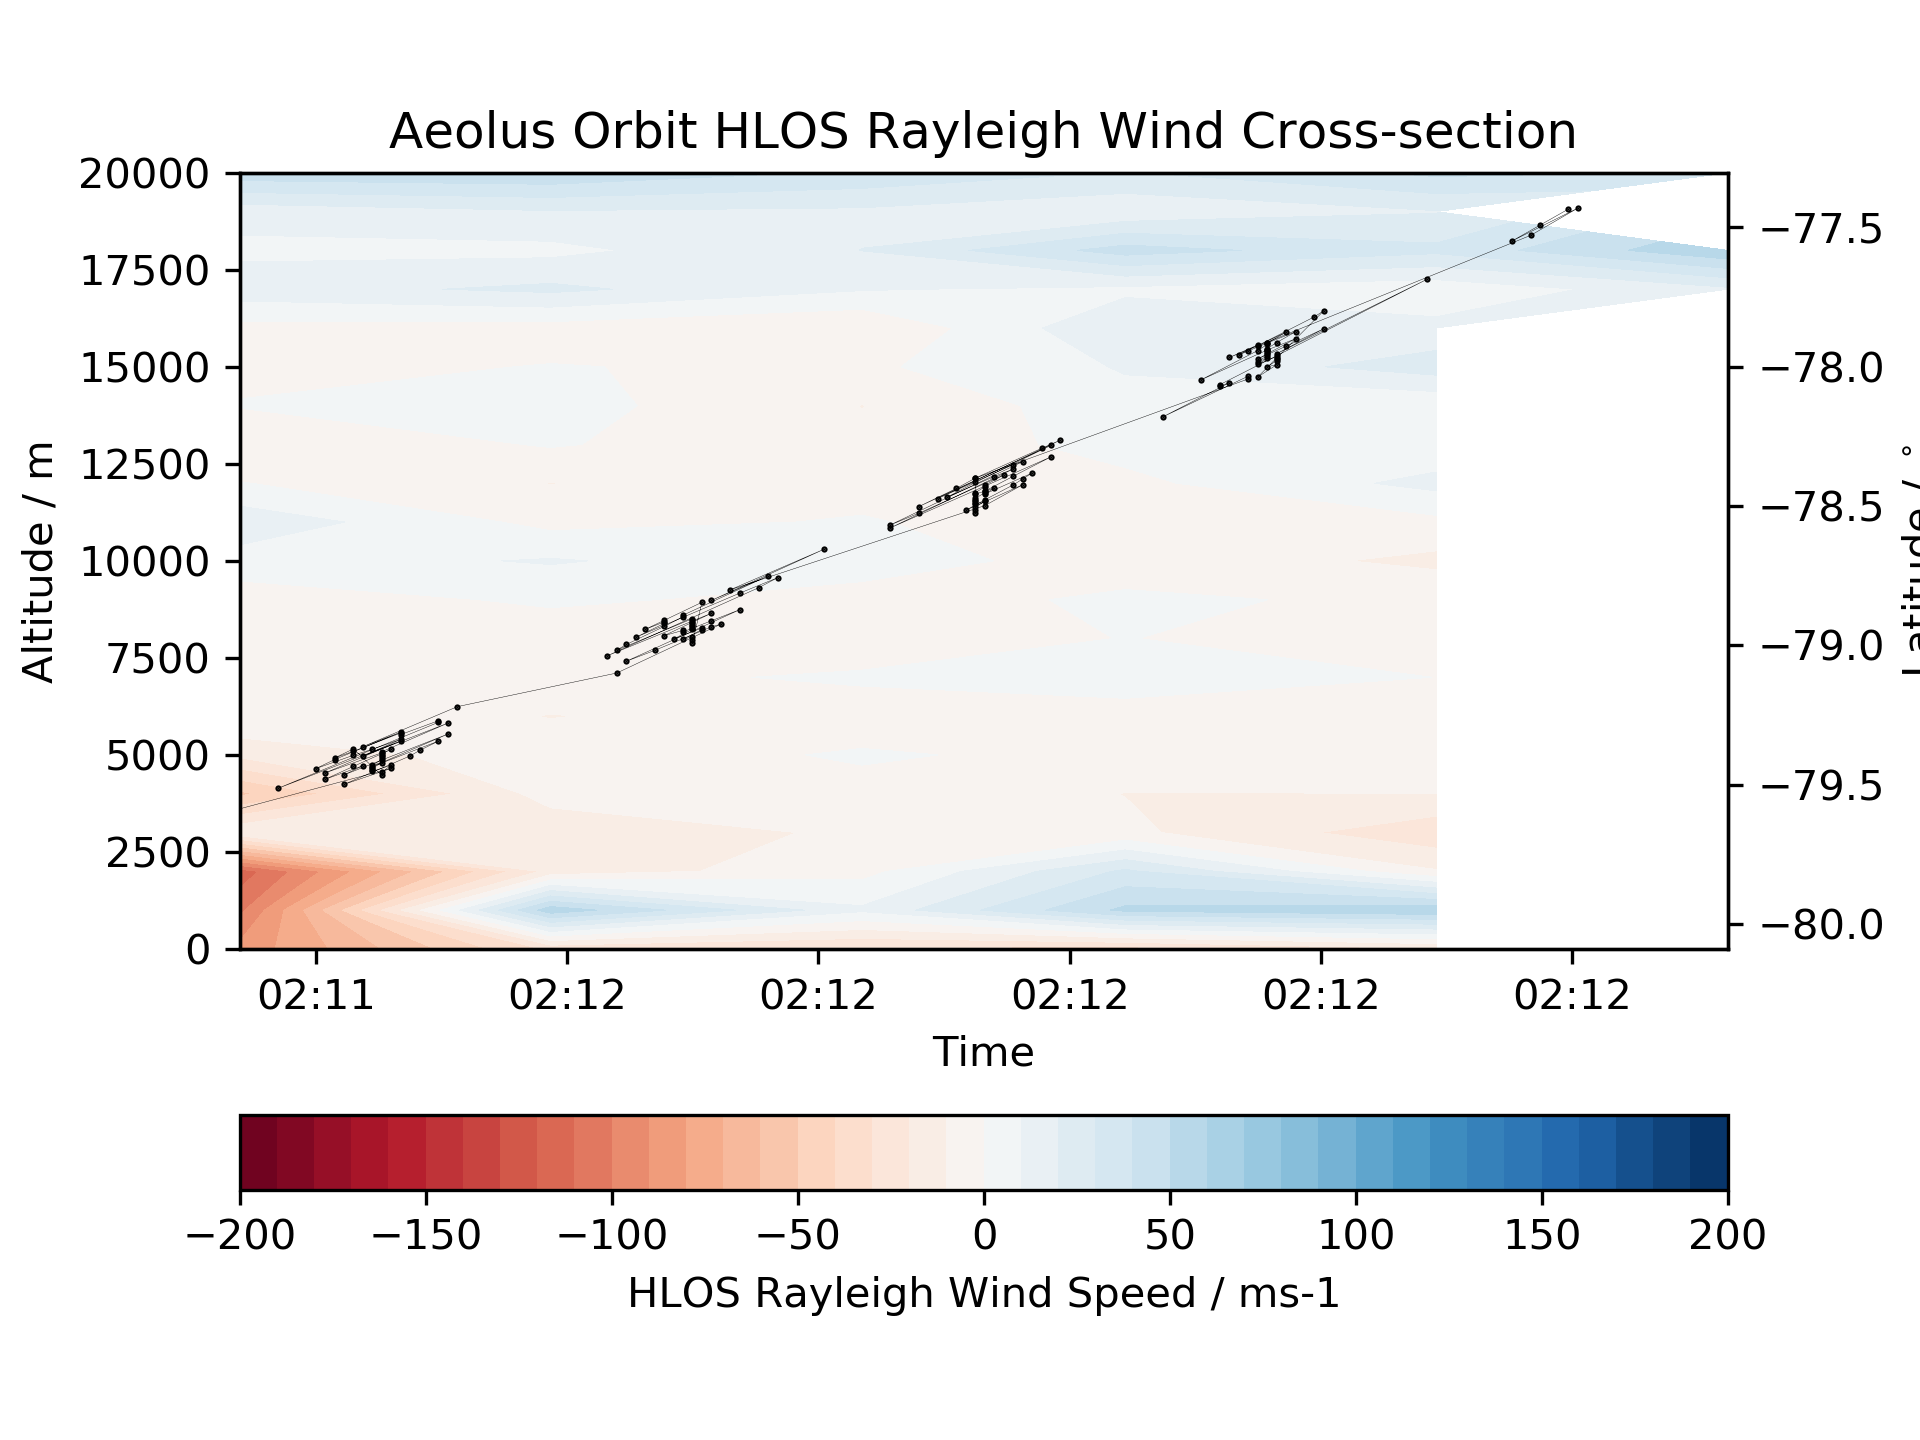 Aeolus Orbit HLOS Rayleigh Wind Cross-section
20000
17500
15000
12500
10000
7500
5000
2500
0
Altitude / m
−77.5
−78.0
−78.5
−79.0
−79.5
−80.0
Latitude / °
02:11 02:12 02:12 02:12 02:12 02:12
Time
−200 −150 −100 −50 0 50 100 150 200
HLOS Rayleigh Wind Speed / ms-1